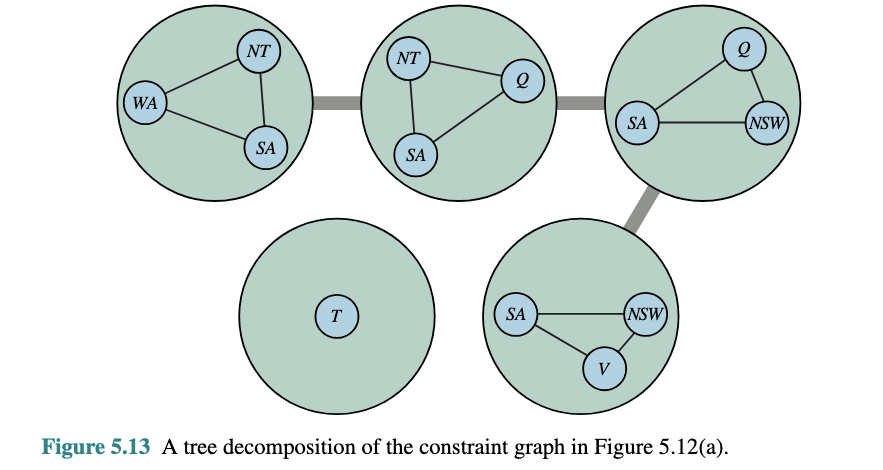 NT
WA
SA
NT
Q
SA
Q
SA
NSW
T
SA
NSW
V
Figure 5.13 A tree decomposition of the constraint graph in Figure 5.12(a).